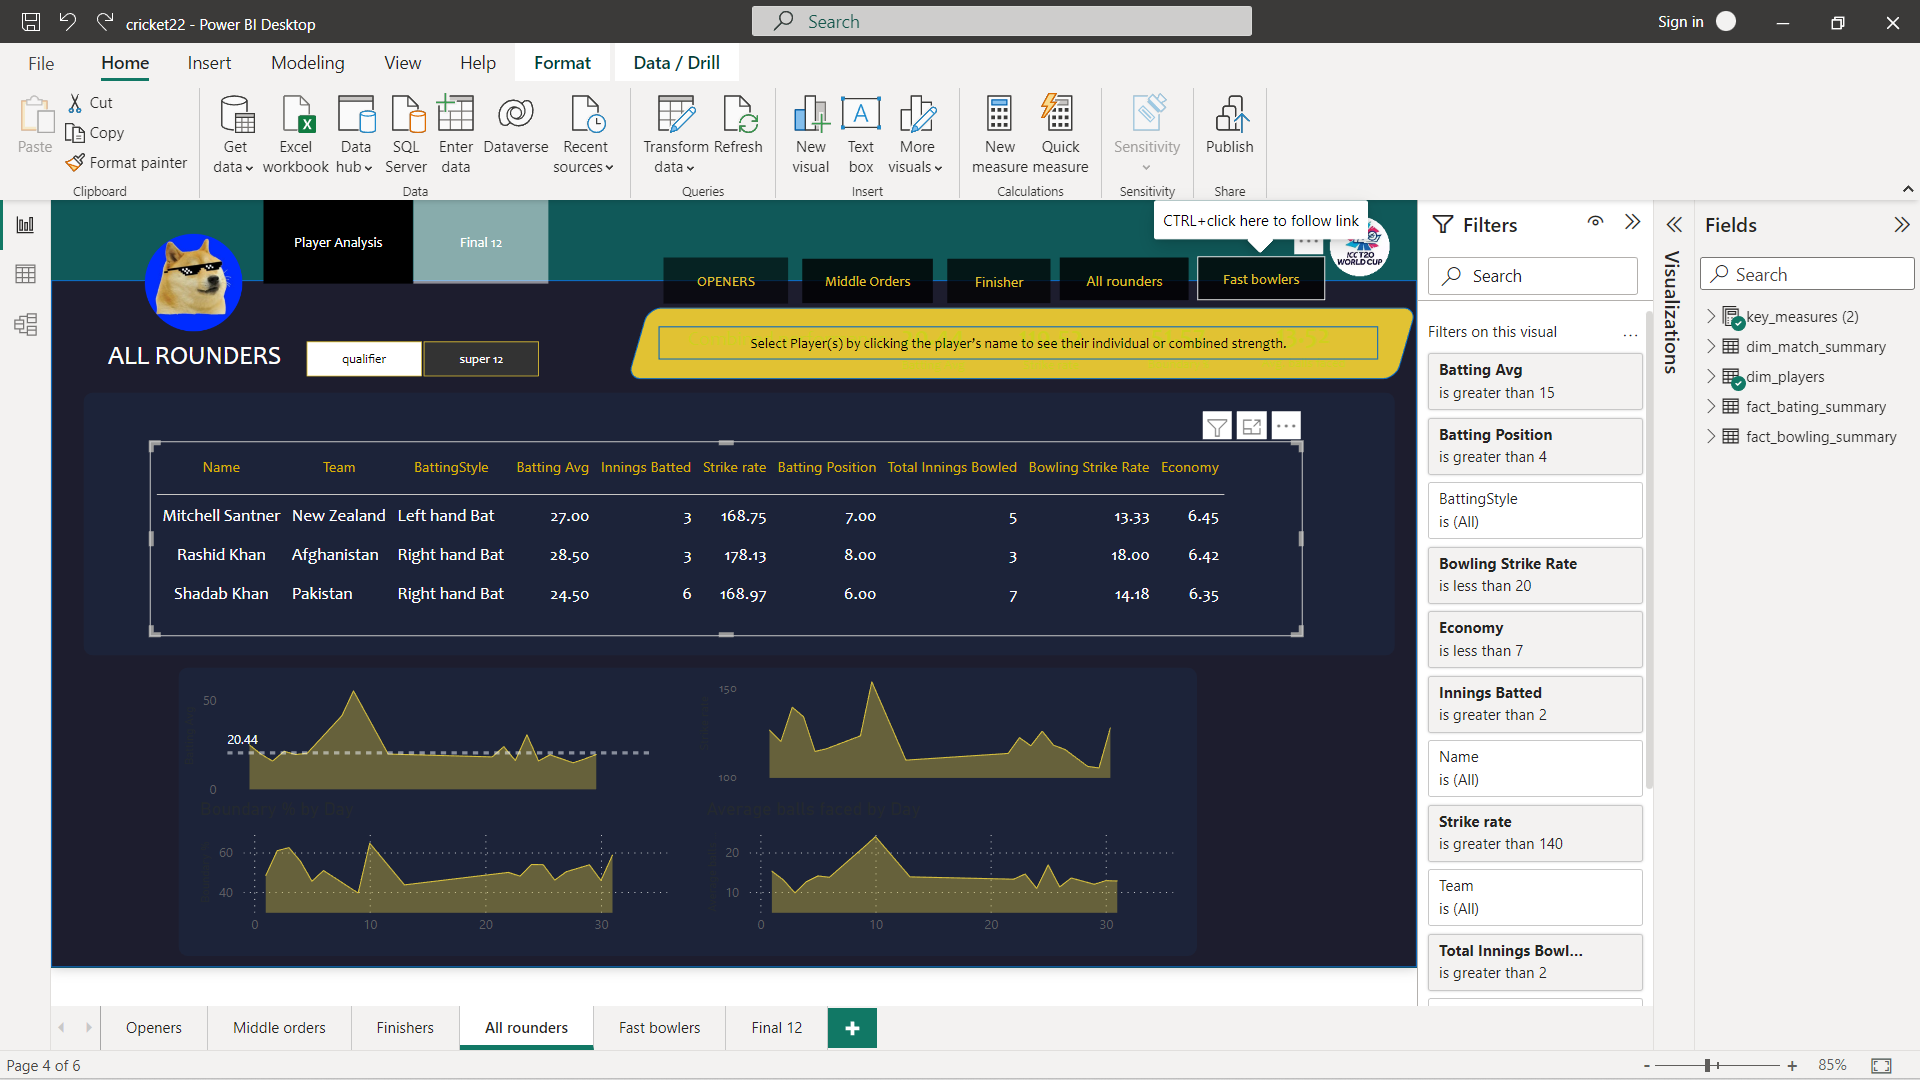 cricket22 - Power BI Desktop
Search
Sign in
File
Home
Insert
Modeling
View
Help
Format
Data / Drill
Paste
Cut
Copy
Format painter
Clipboard
Get data
Excel workbook
Data hub
SQL Server
Enter data
Dataverse
Recent sources
Data
Transform data
Refresh
Queries
New visual
Text box
More visuals
Insert
New measure
Quick measure
Calculations
Sensitivity
Sensitivity
Publish
Share
CTRL+click here to follow link
Player Analysis
Final 12
ICC T20
WORLD CUP
OPENERS
Middle Orders
Finisher
All rounders
Fast bowlers
ALL ROUNDERS
qualifier
super 12
Select Player(s) by clicking the player's name to see their individual or combined strength.
Name Team BattingStyle Batting Avg Innings Batted Strike rate Batting Position Total Innings Bowled Bowling Strike Rate Economy
Mitchell Santner New Zealand Left hand Bat 27.00 3 168.75 7.00 5 13.33 6.45
Rashid Khan Afghanistan Right hand Bat 28.50 3 178.13 8.00 3 18.00 6.42
Shadab Khan Pakistan Right hand Bat 24.50 6 168.97 6.00 7 14.18 6.35
50
20.44
0
150
100
Boundary % by Day
60
40
0 10 20 30
Average balls faced by Day
20
10
0 10 20 30
Filters
Search
Filters on this visual
...
Batting Avg
is greater than 15
Batting Position
is greater than 4
BattingStyle
is (All)
Bowling Strike Rate
is less than 20
Economy
is less than 7
Innings Batted
is greater than 2
Name
is (All)
Strike rate
is greater than 140
Team
is (All)
Total Innings Bowl...
is greater than 2
Visualizations
Fields
Search
key_measures (2)
dim_match_summary
dim_players
fact_bating_summary
fact_bowling_summary
Openers
Middle orders
Finishers
All rounders
Fast bowlers
Final 12
Page 4 of 6
- + 85%